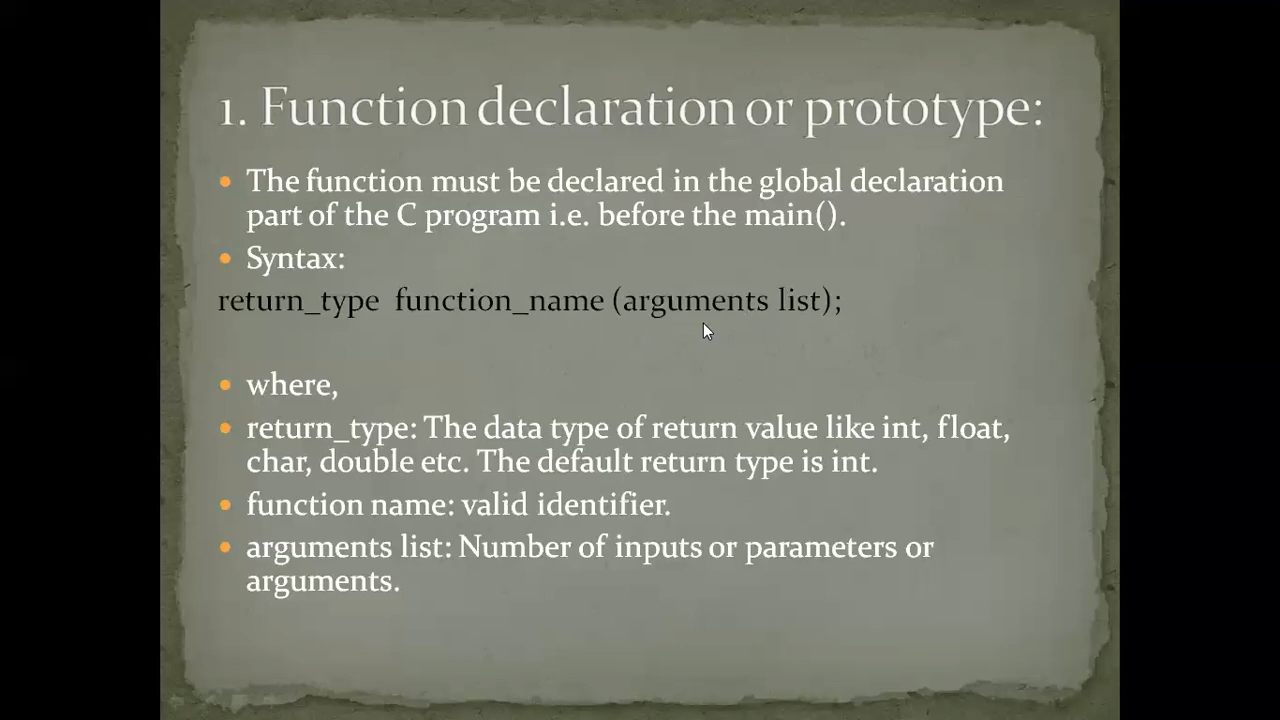 1. Function declaration or prototype:
• The function must be declared in the global declaration
part of the C program i.e. before the main().
• Syntax:
return_type  function_name (arguments list);
• where,
• return_type: The data type of return value like int, float,
char, double etc. The default return type is int.
• function name: valid identifier.
• arguments list: Number of inputs or parameters or
arguments.